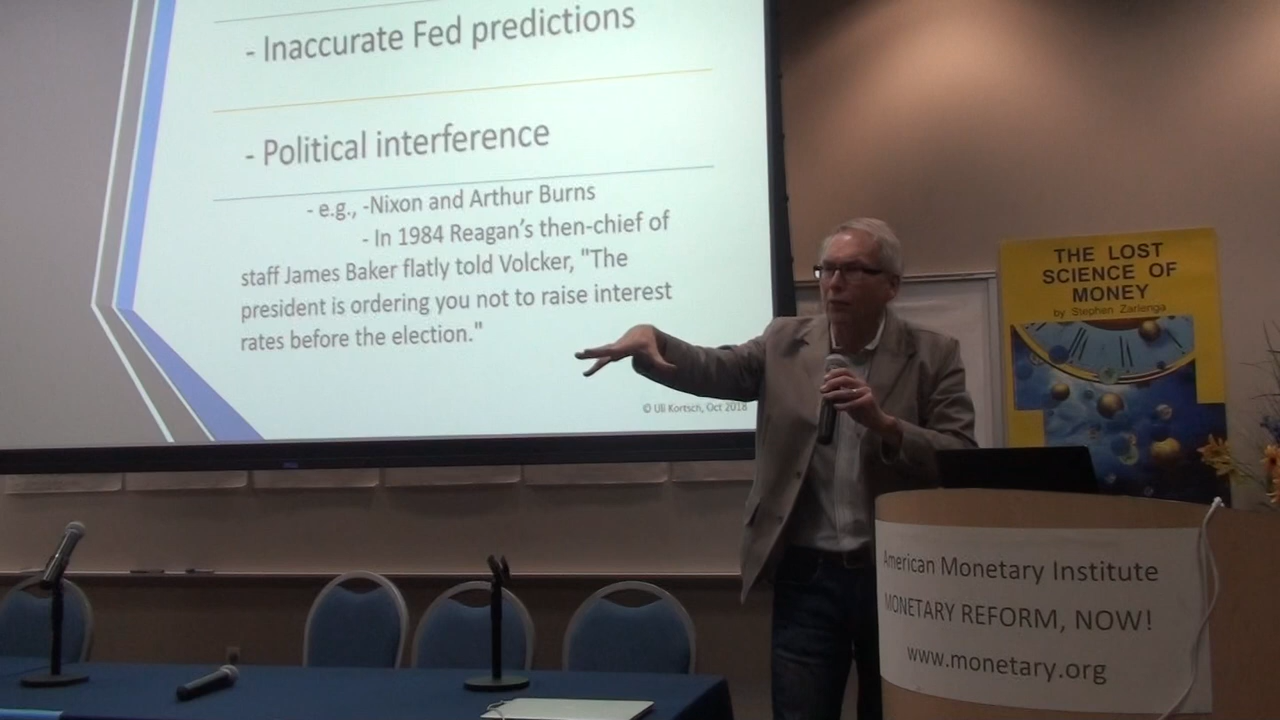 - Inaccurate Fed predictions
- Political interference
- e.g., -Nixon and Arthur Burns
- In 1984 Reagan's then-chief of
staff James Baker flatly told Volcker, "The
president is ordering you not to raise interest
rates before the election."
© Uli Kortsch, Oct 2018
THE LOST
SCIENCE OF
MONEY
by Stephen Zarlenga
American Monetary Institute
MONETARY REFORM, NOW!
www.monetary.org